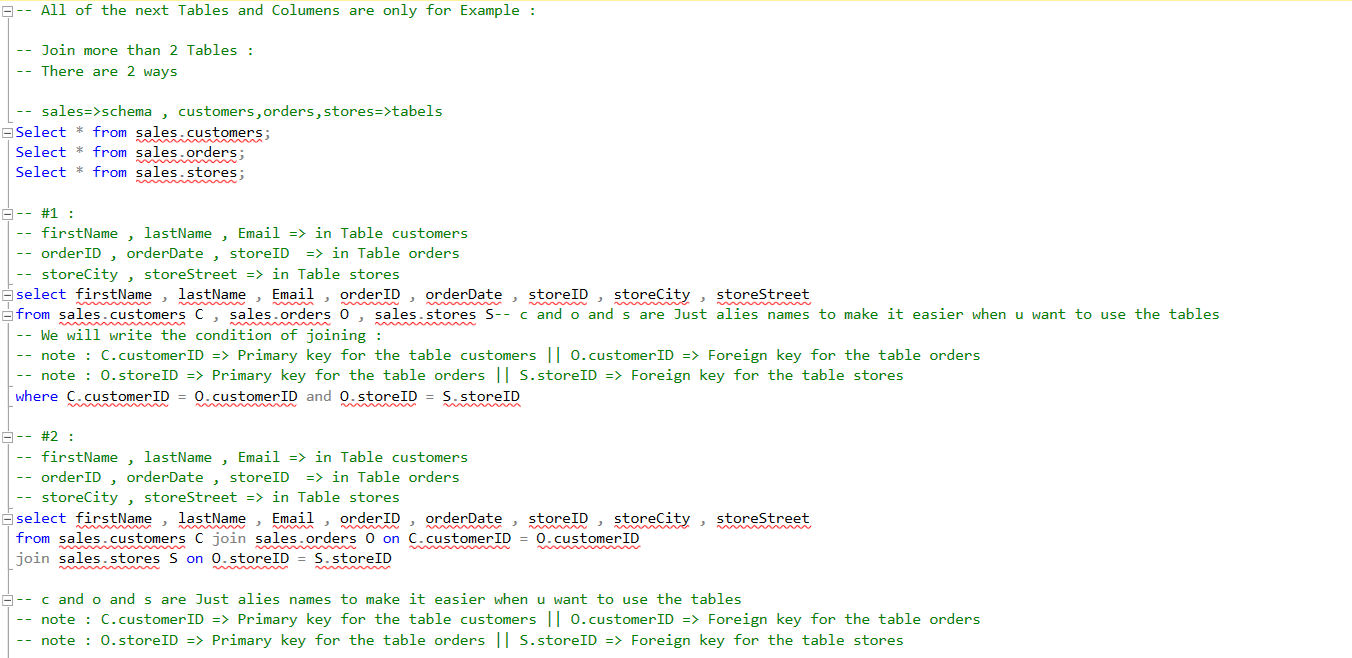 -- All of the next Tables and Columens are only for Example :
-- Join more than 2 Tables :
-- There are 2 ways
-- sales=>schema , customers,orders,stores=>tabels
Select * from sales.customers;
Select * from sales.orders;
Select * from sales.stores;
-- #1 :
-- firstName , lastName , Email => in Table customers
-- orderID , orderDate , storeID  => in Table orders
-- storeCity , storeStreet => in Table stores
select firstName , lastName , Email , orderID , orderDate , storeID , storeCity , storeStreet
from sales.customers C , sales.orders O , sales.stores S-- c and o and s are Just alies names to make it easier when u want to use the tables
-- We will write the condition of joining :
-- note : C.customerID => Primary key for the table customers || O.customerID => Foreign key for the table orders
-- note : O.storeID => Primary key for the table orders || S.storeID => Foreign key for the table stores
where C.customerID = O.customerID and O.storeID = S.storeID
-- #2 :
-- firstName , lastName , Email => in Table customers
-- orderID , orderDate , storeID  => in Table orders
-- storeCity , storeStreet => in Table stores
select firstName , lastName , Email , orderID , orderDate , storeID , storeCity , storeStreet
from sales.customers C join sales.orders O on C.customerID = O.customerID
join sales.stores S on O.storeID = S.storeID
-- c and o and s are Just alies names to make it easier when u want to use the tables
-- note : C.customerID => Primary key for the table customers || O.customerID => Foreign key for the table orders
-- note : O.storeID => Primary key for the table orders || S.storeID => Foreign key for the table stores